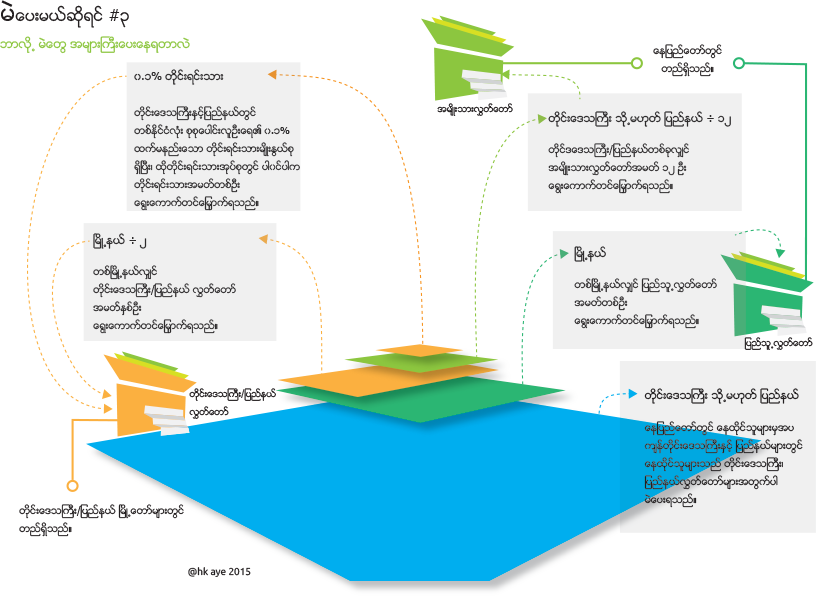 မဲပေးမယ်ဆိုရင် #၃
ဘာလို့ မဲတွေ အများကြီးပေးနေရတာလဲ
၀.၁% တိုင်းရင်းသား
တိုင်းဒေသကြီးနှင့်ပြည်နယ်တွင်
တစ်နိုင်ငံလုံး စုစုပေါင်းလူဦးရေ၏ ၀.၁%
ထက်မနည်းသော တိုင်းရင်းသားမျိုးနွယ်စု
ရှိပြီး၊ ထိုတိုင်းရင်းသားအုပ်စုတွင် ပါဝင်ပါက
တိုင်းရင်းသားအမတ်တစ်ဦး
ရွေးကောက်တင်မြှောက်ရသည်။
မြို့နယ် ÷ ၂
တစ်မြို့နယ်လျှင်
တိုင်းဒေသကြီး/ပြည်နယ် လွှတ်တော်
အမတ်နှစ်ဦး
ရွေးကောက်တင်မြှောက်ရသည်။
တိုင်းဒေသကြီး/ပြည်နယ်
လွှတ်တော်
တိုင်းဒေသကြီး/ပြည်နယ် မြို့တော်များတွင်
တည်ရှိသည်။
@hk aye 2015
အမျိုးသားလွှတ်တော်
နေပြည်တော်တွင်
တည်ရှိသည်။
တိုင်းဒေသကြီး သို့မဟုတ် ပြည်နယ် ÷ ၁၂
တိုင်ဒဒေသကြီး/ပြည်နယ်တစ်ခုလျှင်
အမျိုးသားလွှတ်တော်အမတ် ၁၂ ဦး
ရွေးကောက်တင်မြှောက်ရသည်။
မြို့နယ်
တစ်မြို့နယ်လျှင် ပြည်သူ့လွှတ်တော်
အမတ်တစ်ဦး
ရွေးကောက်တင်မြှောက်ရသည်။
ပြည်သူ့လွှတ်တော်
တိုင်းဒေသကြီး သို့မဟုတ် ပြည်နယ်
နေပြည်တော်တွင် နေထိုင်သူများမှအပ
ကျန်တိုင်းဒေသကြီးနှင့် ပြည်နယ်များတွင်
နေထိုင်သူများသည် တိုင်းဒေသကြီး၊
ပြည်နယ်လွှတ်တော်များအတွက်ပါ
မဲပေးရသည်။